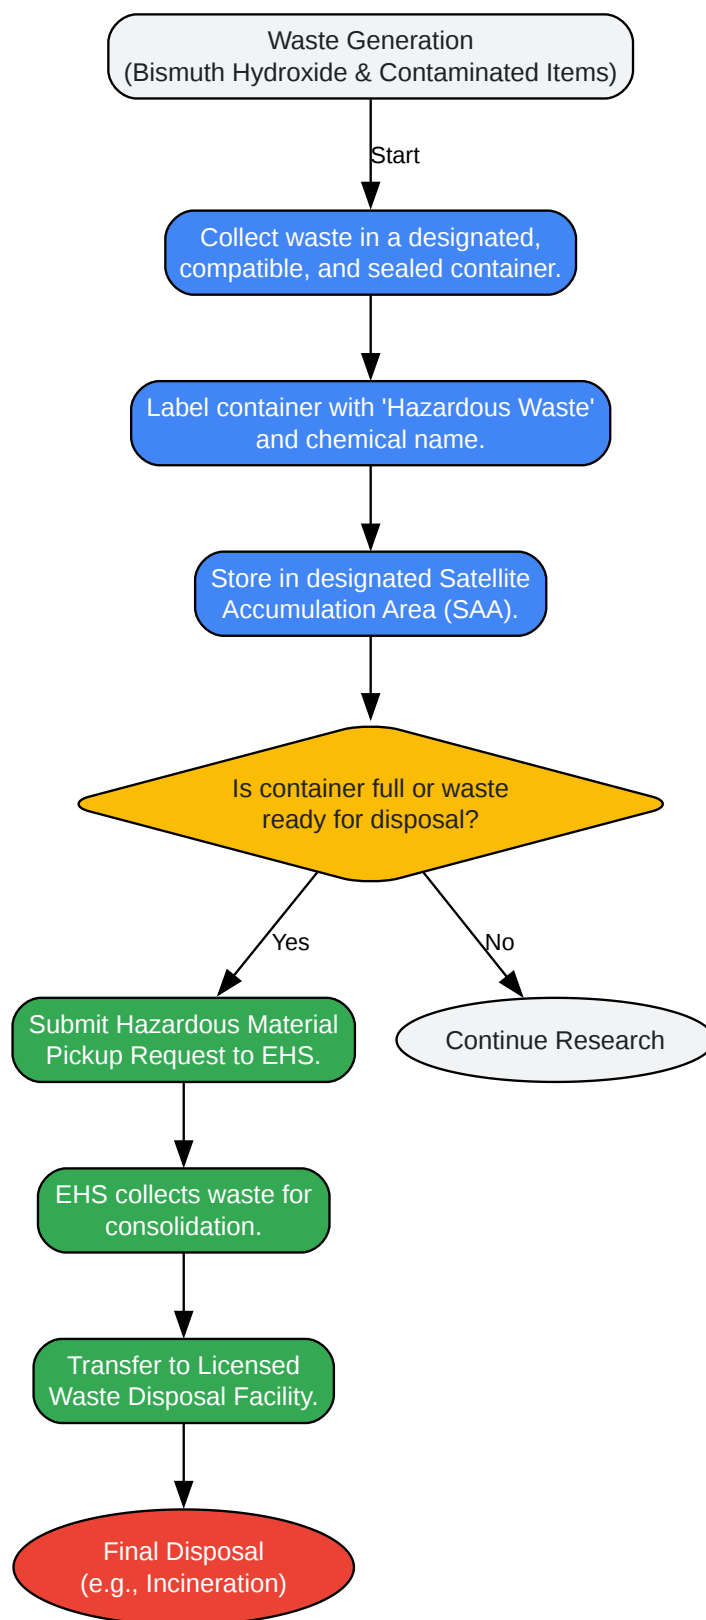 Waste Generation
(Bismuth Hydroxide & Contaminated Items)
Start
Collect waste in a designated,
compatible, and sealed container.
Label container with 'Hazardous Waste'
and chemical name.
Store in designated Satellite
Accumulation Area (SAA).
Is container full or waste
ready for disposal?
Yes
No
Submit Hazardous Material
Pickup Request to EHS.
Continue Research
EHS collects waste for
consolidation.
Transfer to Licensed
Waste Disposal Facility.
Final Disposal
(e.g., Incineration)